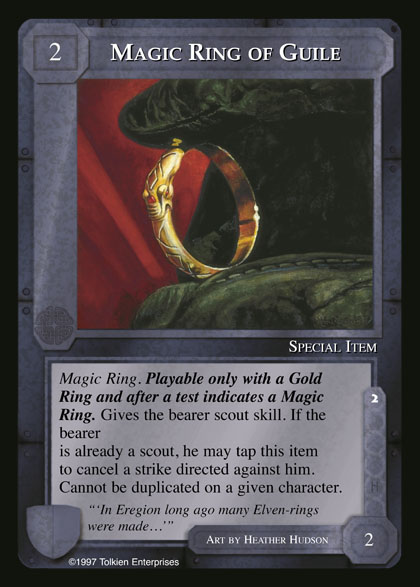 2
Magic Ring of Guile
Special Item
Magic Ring. Playable only with a Gold
Ring and after a test indicates a Magic
Ring. Gives the bearer scout skill. If the
bearer
is already a scout, he may tap this item
to cancel a strike directed against him.
Cannot be duplicated on a given character.
2
“‘In Eregion long ago many Elven-rings
were made…’”
Art by Heather Hudson
2
©1997 Tolkien Enterprises